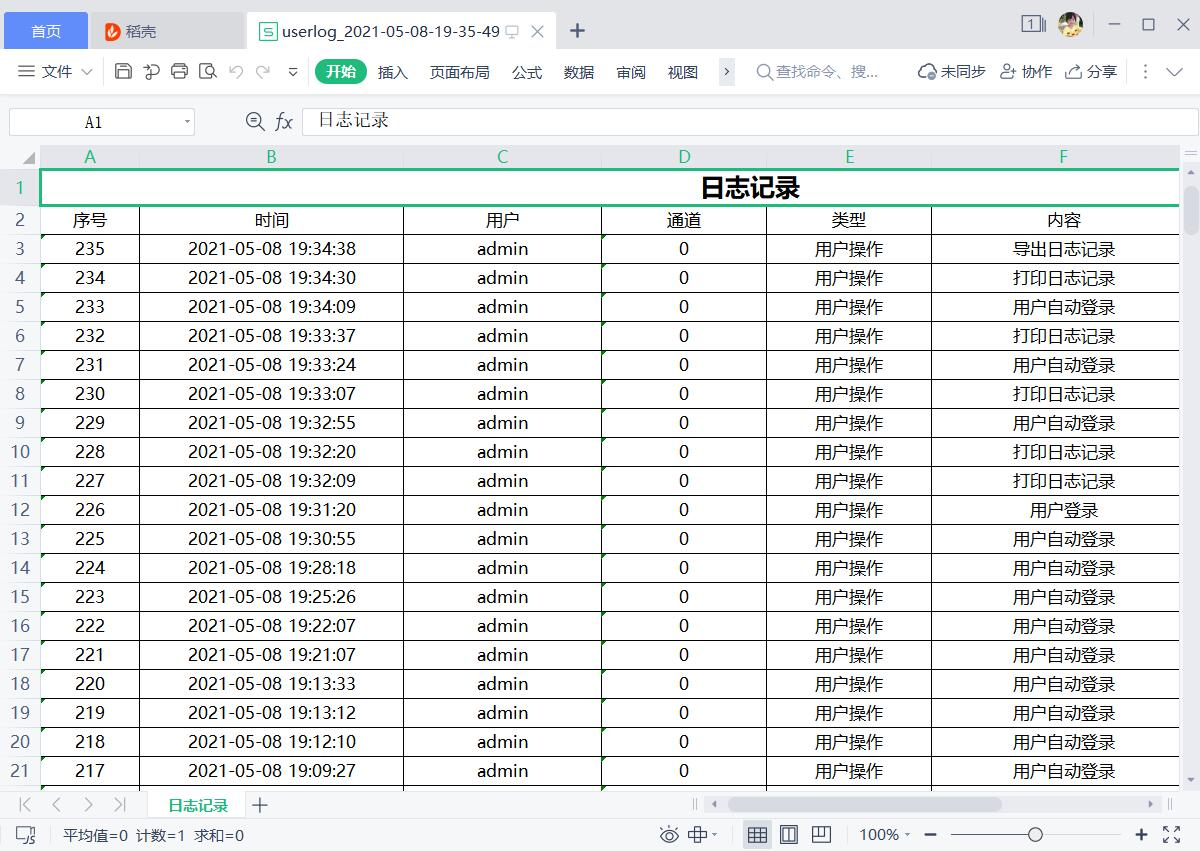 首页 稻壳 userlog_2021-05-08-19-35-49 1
文件 开始 插入 页面布局 公式 数据 审阅 视图 查找命令、搜... 未同步 协作 分享
A1 fx 日志记录
A B C D E F
1 日志记录
2 序号 时间 用户 通道 类型 内容
3 235 2021-05-08 19:34:38 admin 0 用户操作 导出日志记录
4 234 2021-05-08 19:34:30 admin 0 用户操作 打印日志记录
5 233 2021-05-08 19:34:09 admin 0 用户操作 用户自动登录
6 232 2021-05-08 19:33:37 admin 0 用户操作 打印日志记录
7 231 2021-05-08 19:33:24 admin 0 用户操作 用户自动登录
8 230 2021-05-08 19:33:07 admin 0 用户操作 打印日志记录
9 229 2021-05-08 19:32:55 admin 0 用户操作 用户自动登录
10 228 2021-05-08 19:32:20 admin 0 用户操作 打印日志记录
11 227 2021-05-08 19:32:09 admin 0 用户操作 打印日志记录
12 226 2021-05-08 19:31:20 admin 0 用户操作 用户登录
13 225 2021-05-08 19:30:55 admin 0 用户操作 用户自动登录
14 224 2021-05-08 19:28:18 admin 0 用户操作 用户自动登录
15 223 2021-05-08 19:25:26 admin 0 用户操作 用户自动登录
16 222 2021-05-08 19:22:07 admin 0 用户操作 用户自动登录
17 221 2021-05-08 19:21:07 admin 0 用户操作 用户自动登录
18 220 2021-05-08 19:13:33 admin 0 用户操作 用户自动登录
19 219 2021-05-08 19:13:12 admin 0 用户操作 用户自动登录
20 218 2021-05-08 19:12:10 admin 0 用户操作 用户自动登录
21 217 2021-05-08 19:09:27 admin 0 用户操作 用户自动登录
日志记录
平均值=0 计数=1 求和=0 100%